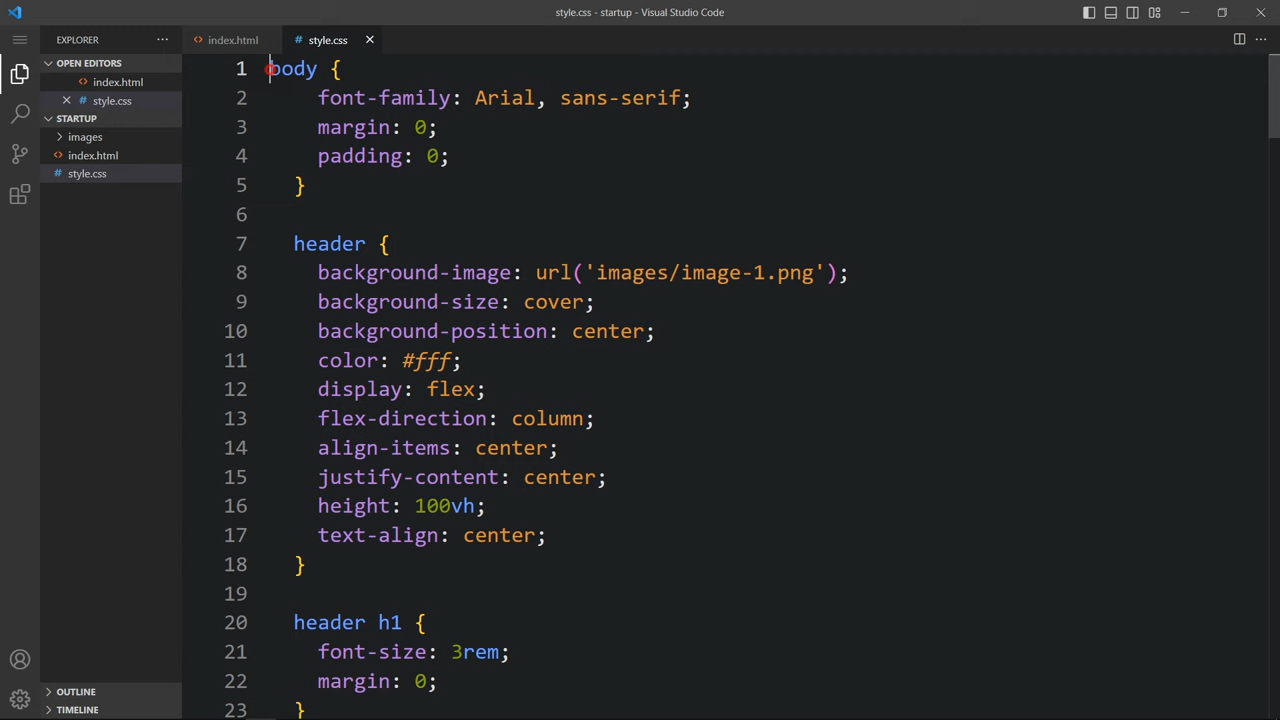 style.css - startup - Visual Studio Code
EXPLORER
OPEN EDITORS
index.html
style.css
STARTUP
images
index.html
style.css
OUTLINE
TIMELINE
index.html
style.css
1 body {
2 font-family: Arial, sans-serif;
3 margin: 0;
4 padding: 0;
5 }
6
7 header {
8 background-image: url('images/image-1.png');
9 background-size: cover;
10 background-position: center;
11 color: #fff;
12 display: flex;
13 flex-direction: column;
14 align-items: center;
15 justify-content: center;
16 height: 100vh;
17 text-align: center;
18 }
19
20 header h1 {
21 font-size: 3rem;
22 margin: 0;
23 }